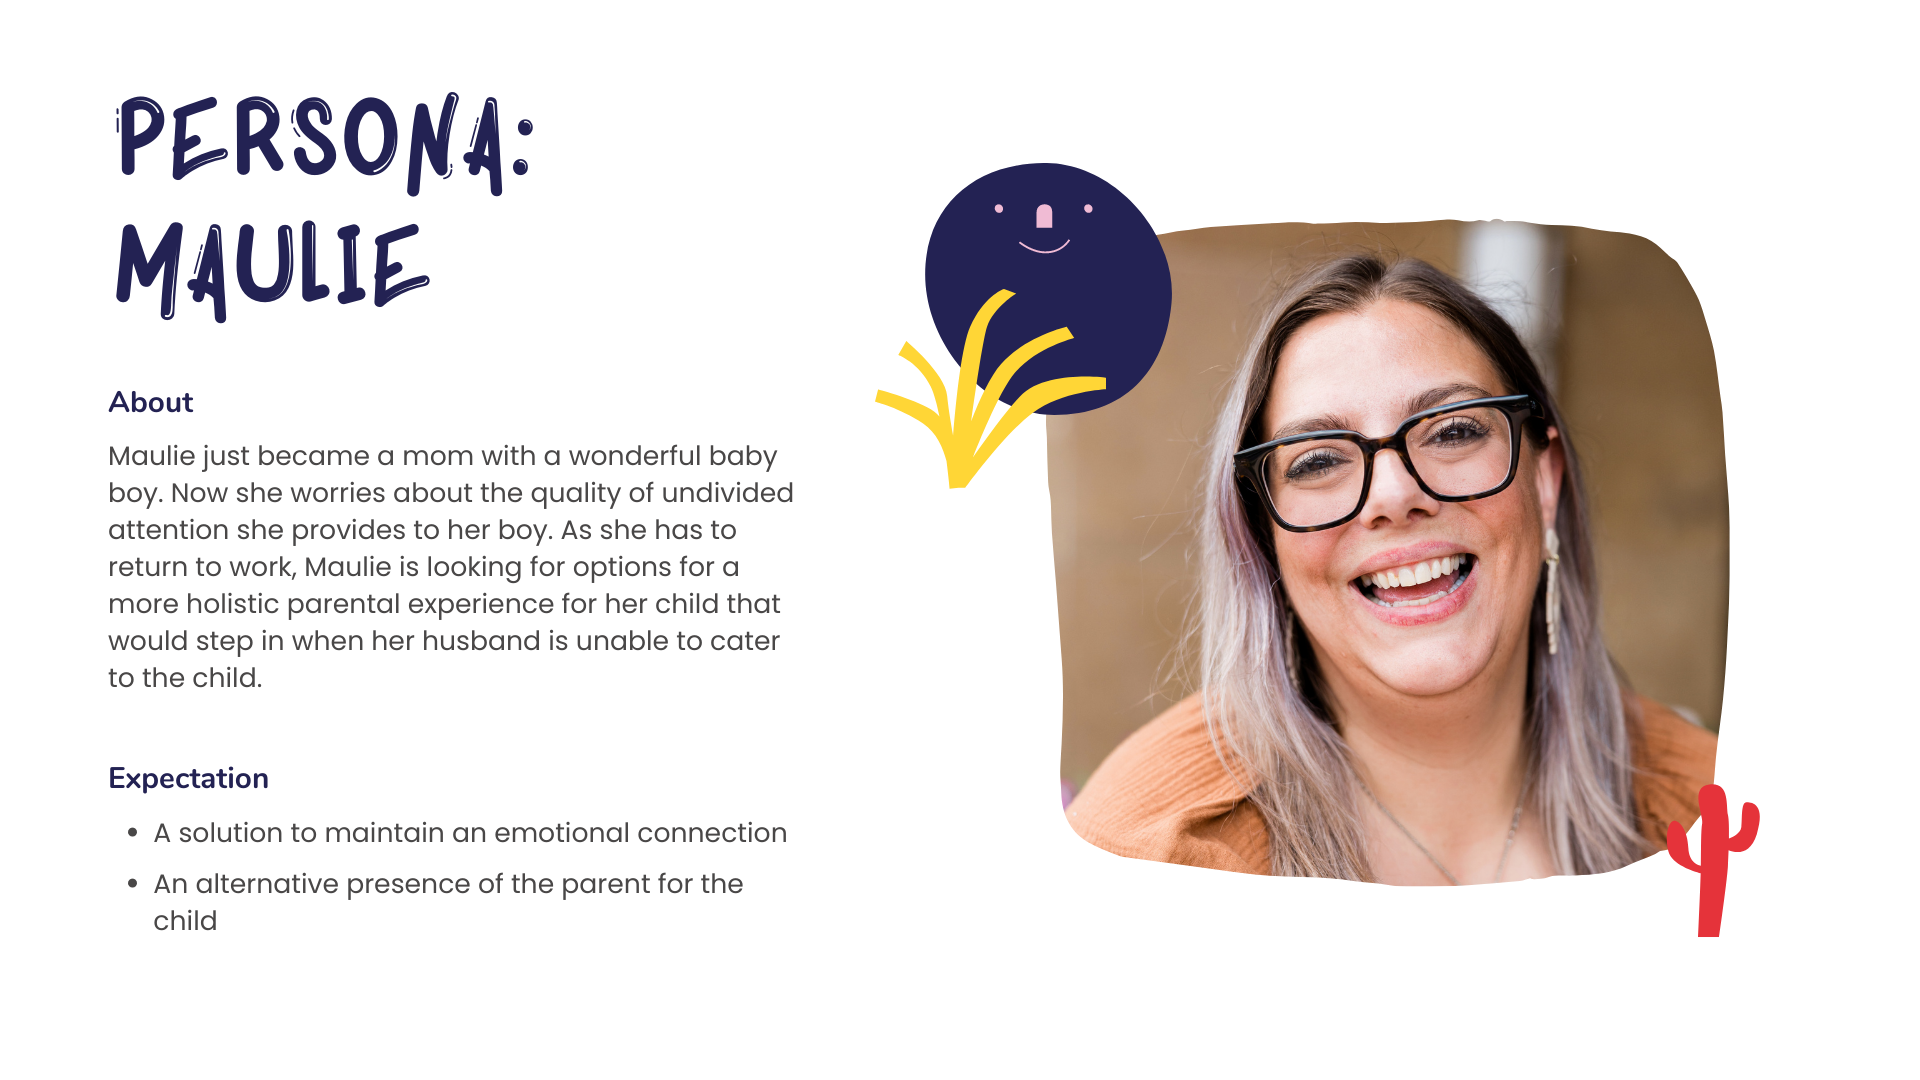 PERSONA:
MAULIE
About
Maulie just became a mom with a wonderful baby
boy. Now she worries about the quality of undivided
attention she provides to her boy. As she has to
return to work, Maulie is looking for options for a
more holistic parental experience for her child that
would step in when her husband is unable to cater
to the child.
Expectation
• A solution to maintain an emotional connection
• An alternative presence of the parent for the
child